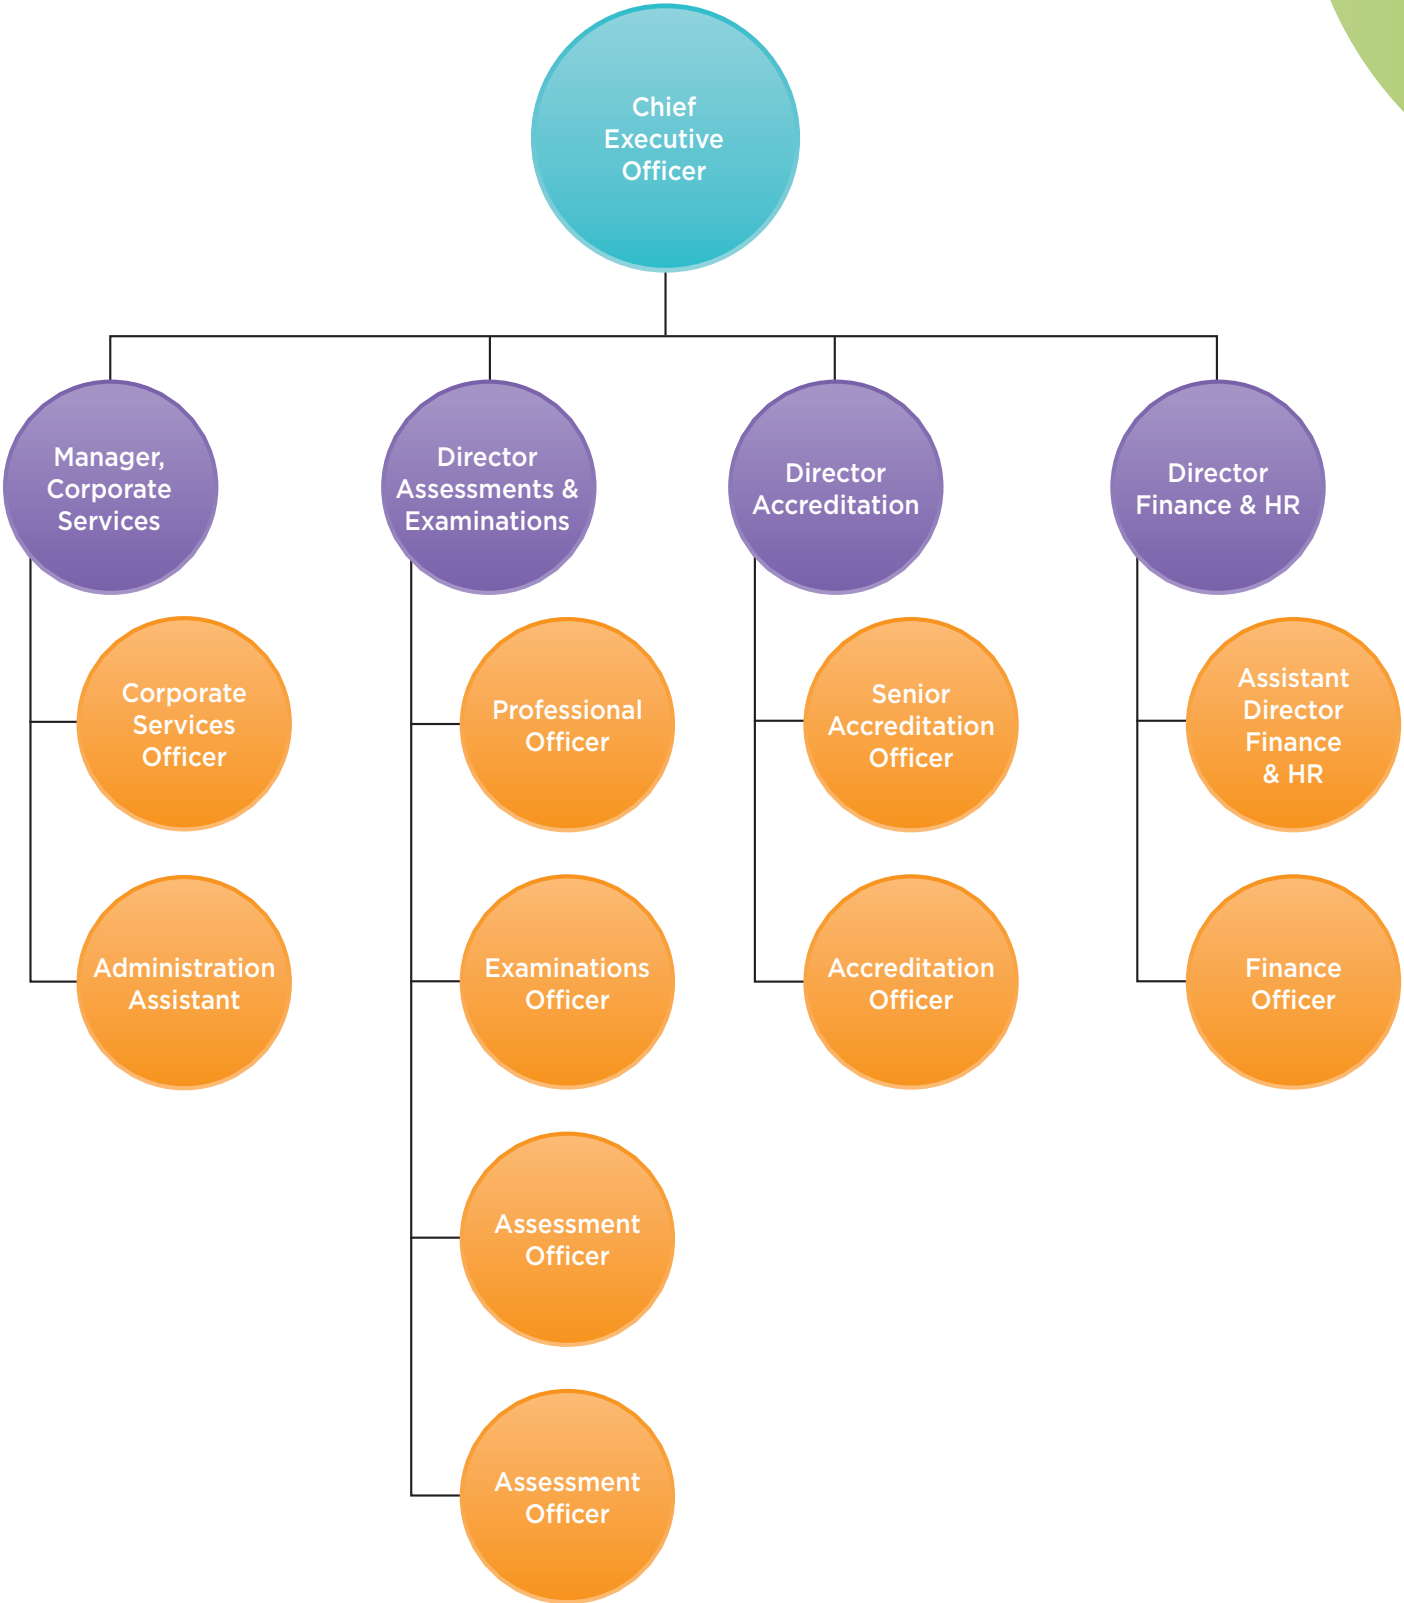 Chief
Executive
Officer
Manager,
Corporate
Services
Director
Assessments &
Examinations
Director
Accreditation
Director
Finance & HR
Corporate
Services
Officer
Professional
Officer
Senior
Accreditation
Officer
Assistant
Director
Finance
& HR
Administration
Assistant
Examinations
Officer
Accreditation
Officer
Finance
Officer
Assessment
Officer
Assessment
Officer